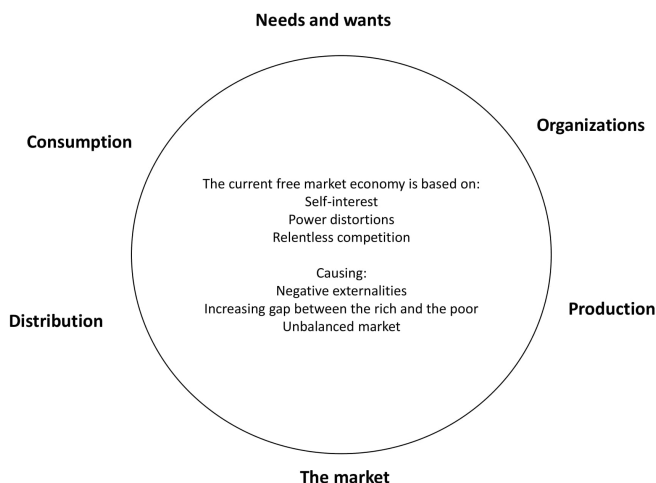 Needs and wants
Organizations
Consumption
The current free market economy is based on:
Self-interest
Power distortions
Relentless competition
Causing:
Negative externalities
Increasing gap between the rich and the poor
Unbalanced market
Production
Distribution
The market